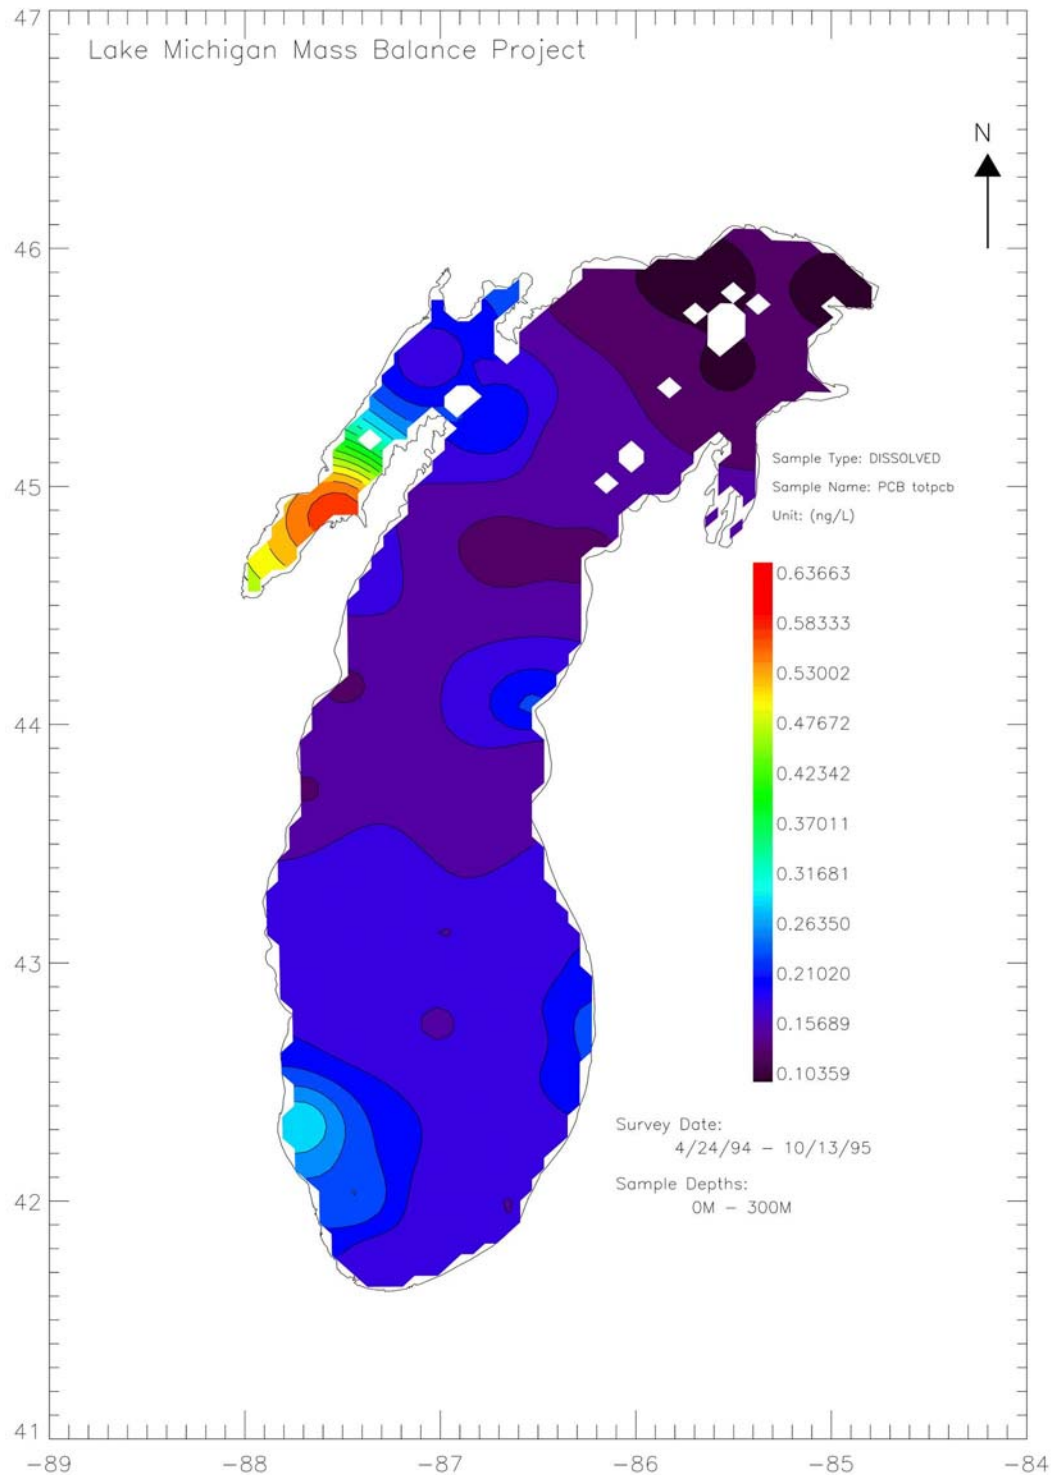 47
Lake Michigan Mass Balance Project
N
46
Sample Type: DISSOLVED
45
Sample Name: PCB totpcb
Unit: (ng/L)
0.63663
0.58333
0.53002
44
0.47672
0.42342
0.37011
0.31681
0.26350
43
0.21020
0.15689
0.10359
Survey Date:
4/24/94 – 10/13/95
42
Sample Depths:
0M – 300M
41
−89 −88 −87 −86 −85 −84